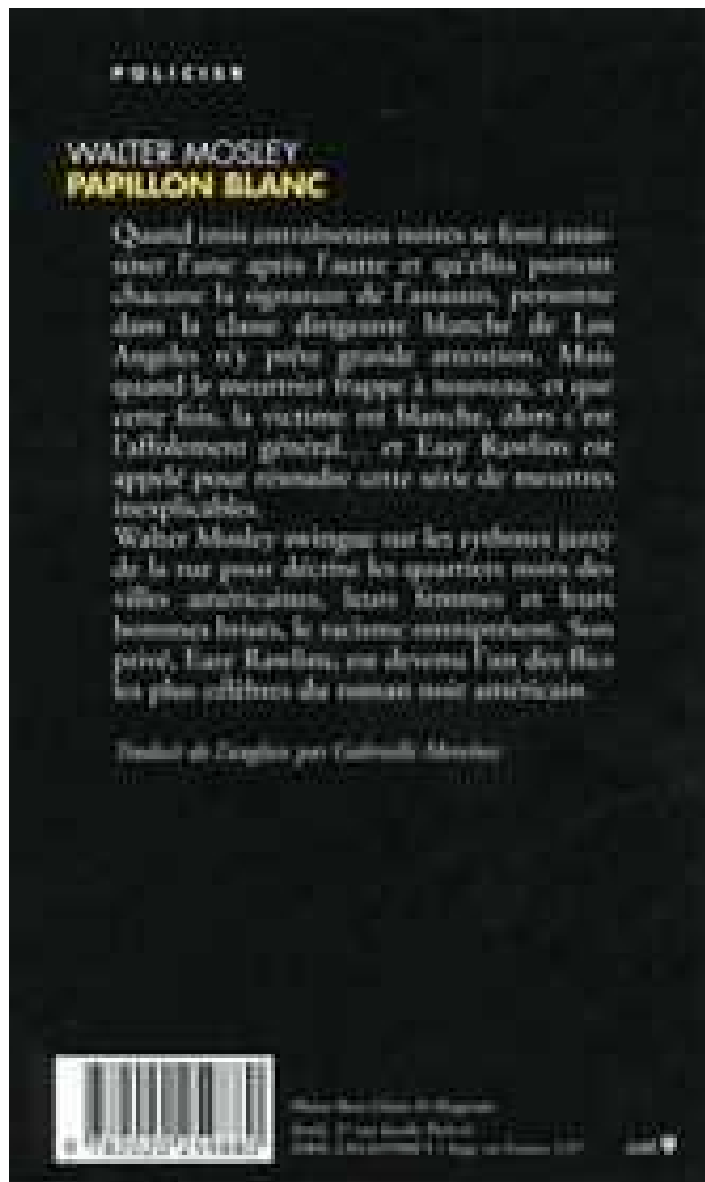 POLICIER
WALTER MOSLEY
PAPILLON BLANC
Quand trois entraîneuses noires se font assas-
siner l'une après l'autre et qu'elles portent
chacune la signature de l'assassin, personne
dans la classe dirigeante blanche de Los
Angeles n'y prête grande attention. Mais
quand le meurtrier frappe à nouveau, et que
cette fois, la victime est blanche, alors c'est
l'affolement général... et Easy Rawlins est
appelé pour résoudre cette série de meurtres
inexplicables.
Walter Mosley swingue sur les rythmes jazzy
de la rue pour décrire les quartiers noirs des
villes américaines, leurs femmes et leurs
hommes brisés, le racisme omniprésent. Son
privé, Easy Rawlins, est devenu l'un des flics
les plus célèbres du roman noir américain.
Traduit de l'anglais par